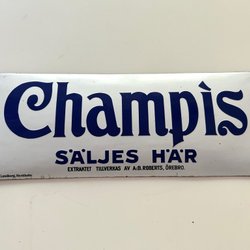 Champis
SÄLJES HÄR
EXTRAKTET TILLVERKAS AV A.D. ROBERTS, ÖREBRO.